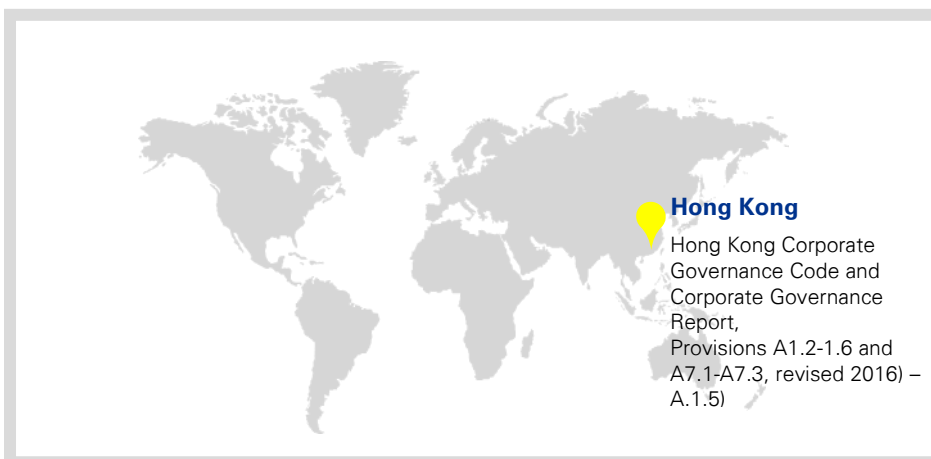 Hong Kong
Hong Kong Corporate
Governance Code and
Corporate Governance
Report,
Provisions A1.2-1.6 and
A7.1-A7.3, revised 2016) –
A.1.5)